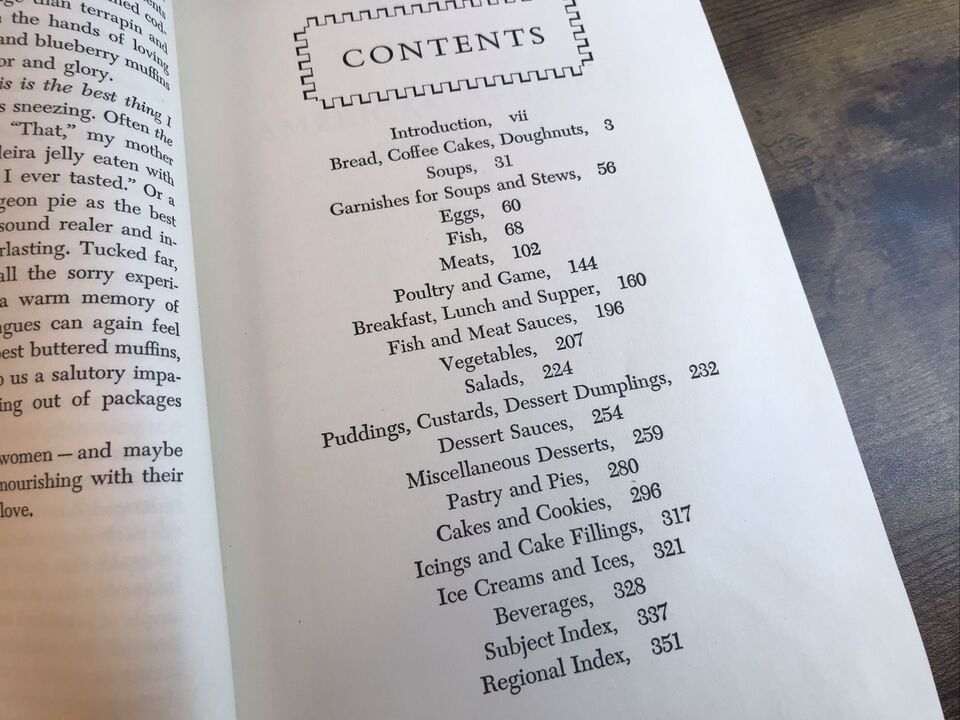 than terrapin and
the hands of loving
and blueberry muffins
or and glory.
is is the best thing I
s sneezing. Often the
"That," my mother
leira jelly eaten with
I ever tasted." Or a
geon pie as the best
sound realer and in-
rlasting. Tucked far,
all the sorry experi-
a warm memory of
gues can again feel
est buttered muffins,
o us a salutory impa-
ing out of packages
women — and maybe
nourishing with their
love.
CONTENTS
Introduction, vii
Bread, Coffee Cakes, Doughnuts, 3
Soups, 31
Garnishes for Soups and Stews, 56
Eggs, 60
Fish, 68
Meats, 102
Poultry and Game, 144
Breakfast, Lunch and Supper, 160
Fish and Meat Sauces, 196
Vegetables, 207
Salads, 224
Puddings, Custards, Dessert Dumplings, 232
Dessert Sauces, 254
Miscellaneous Desserts, 259
Pastry and Pies, 280
Cakes and Cookies, 296
Icings and Cake Fillings, 317
Ice Creams and Ices, 321
Beverages, 328
Subject Index, 337
Regional Index, 351